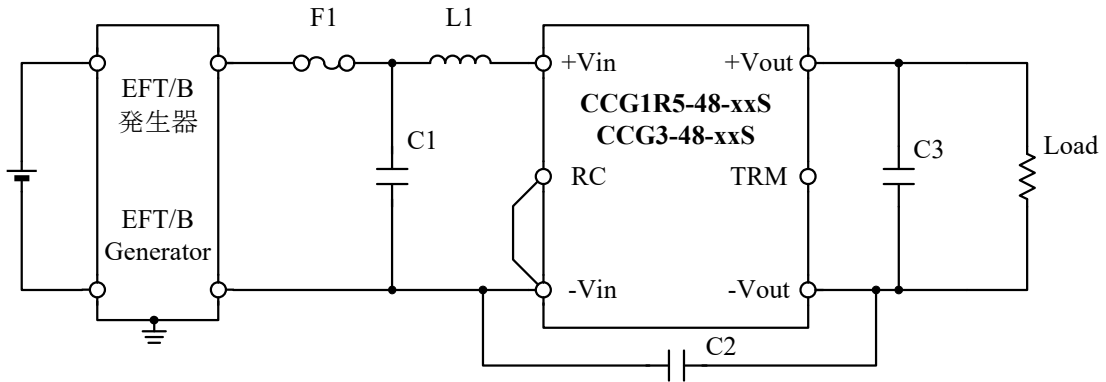 F1
L1
EFT/B
発生器
EFT/B
Generator
C1
+Vin
+Vout
CCG1R5-48-xxS
CCG3-48-xxS
RC
TRM
-Vin
-Vout
C3
Load
C2